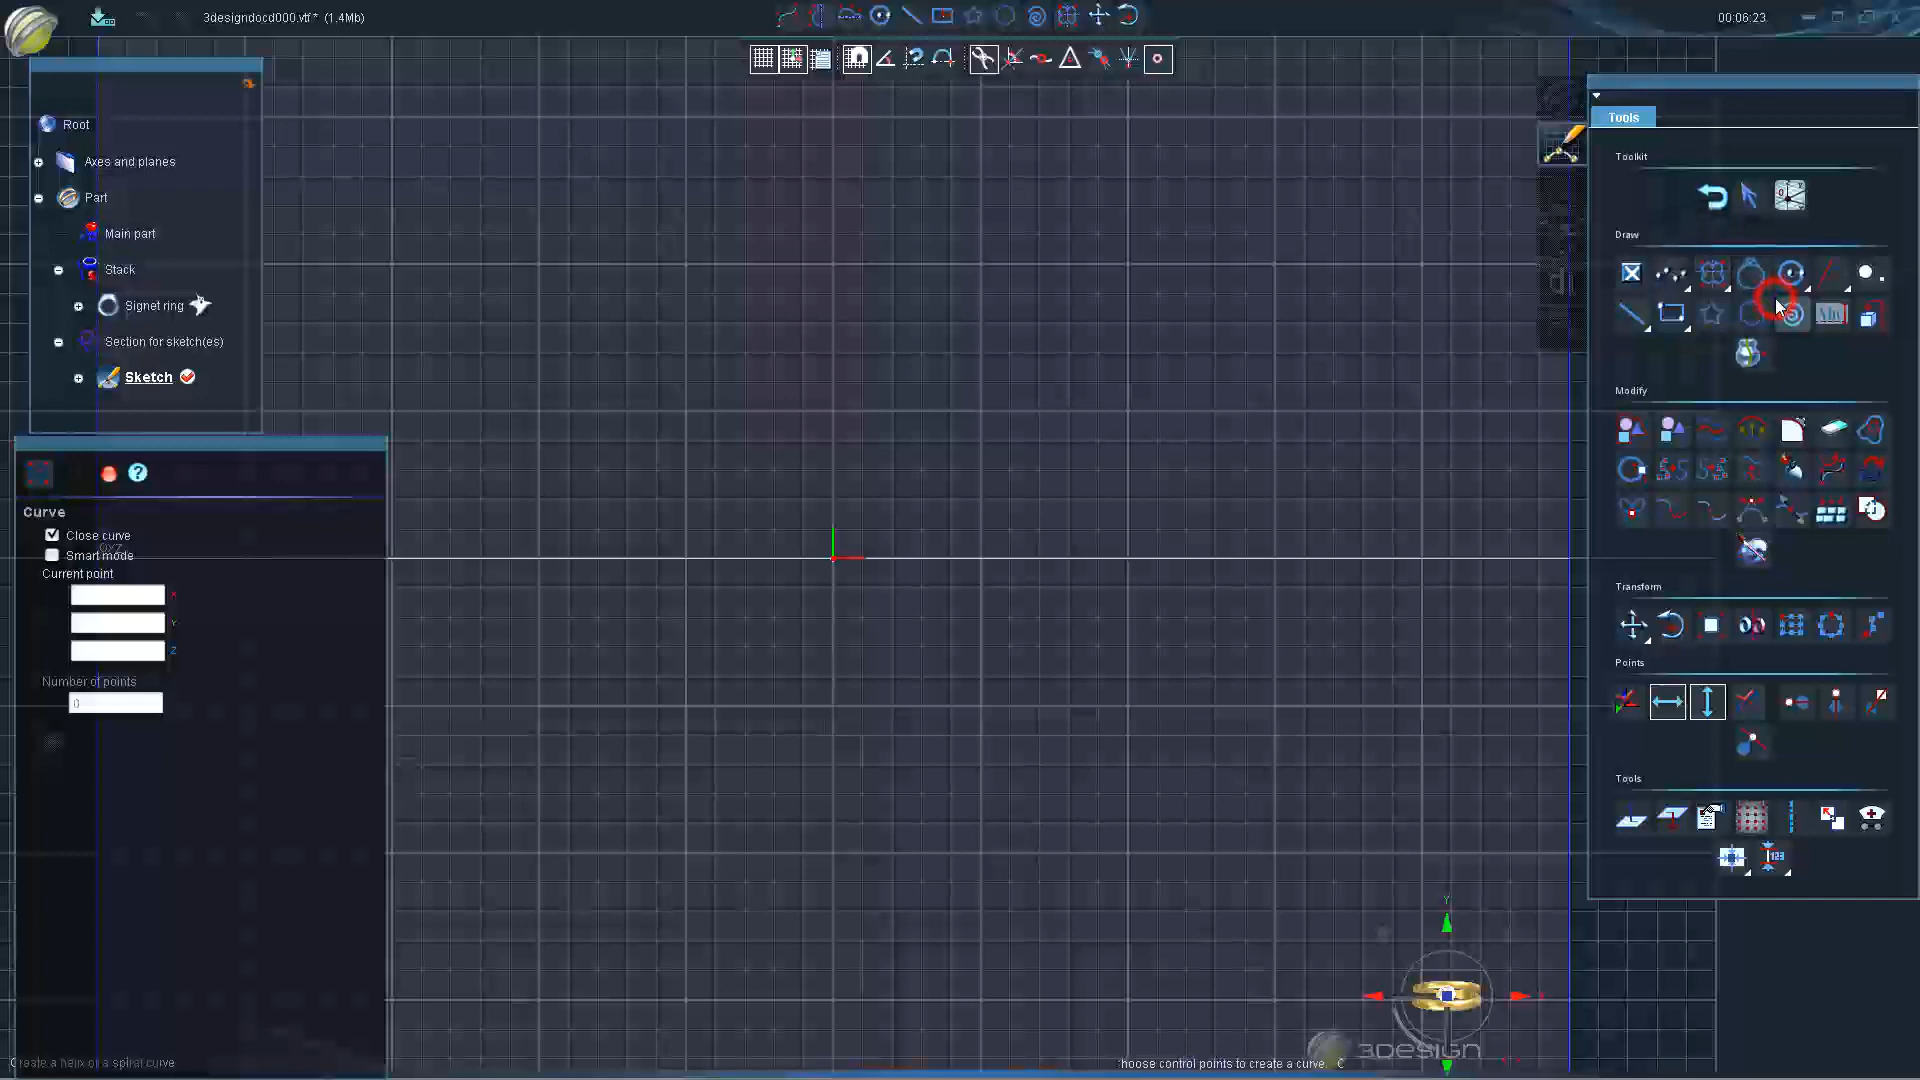 3designdocd000.vtf* (1,4Mb)
00:06:23
Root
Axes and planes
Part
Main part
Stack
Signet ring
Section for sketch(es)
Sketch
Curve
Close curve
Smart mode
Current point
X
Y
Z
Number of points
0
Create a helix or a spiral curve
hoose control points to create a curve. C
Tools
Toolkit
Draw
Modify
Transform
Points
Tools
123
Y
3DESIGN